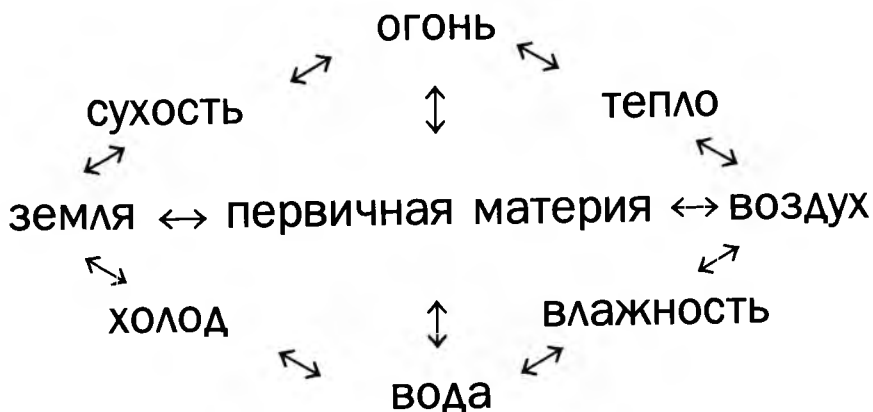 огонь
сухость тепло
земля ↔ первичная материя ↔ воздух
холод влажность
вода